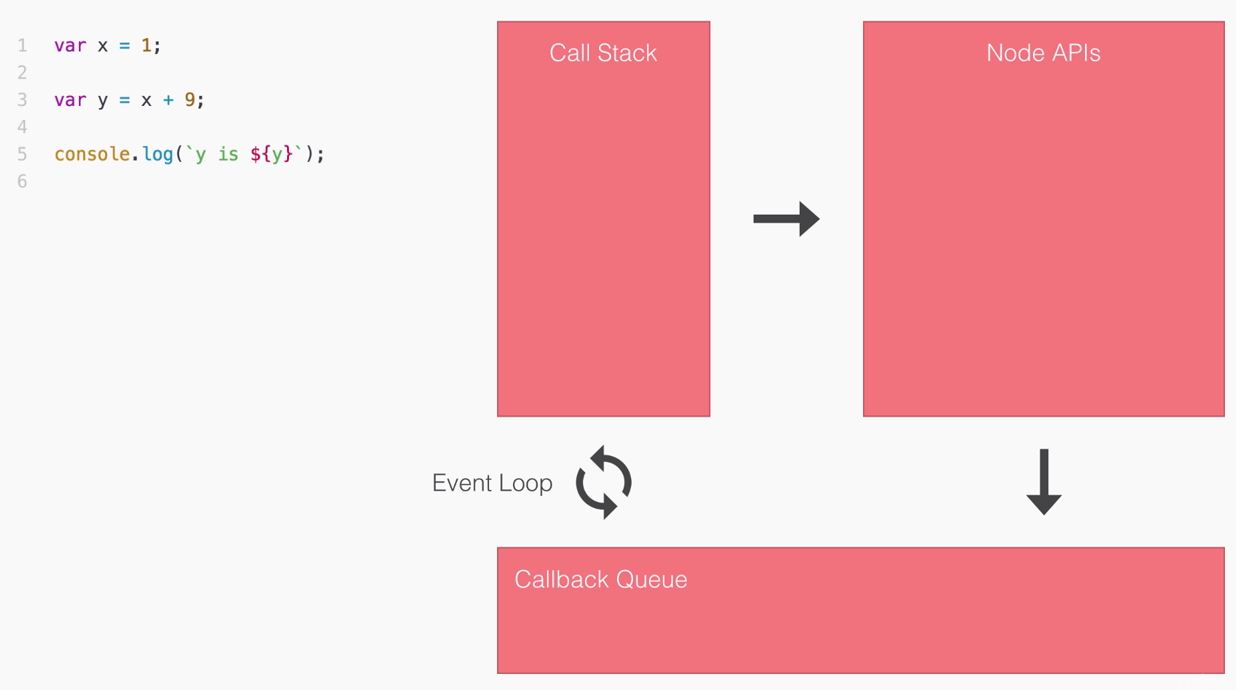 1 var x = 1;
2
3 var y = x + 9;
4
5 console.log(`y is ${y}`);
6
Call Stack
Node APIs
Event Loop
Callback Queue